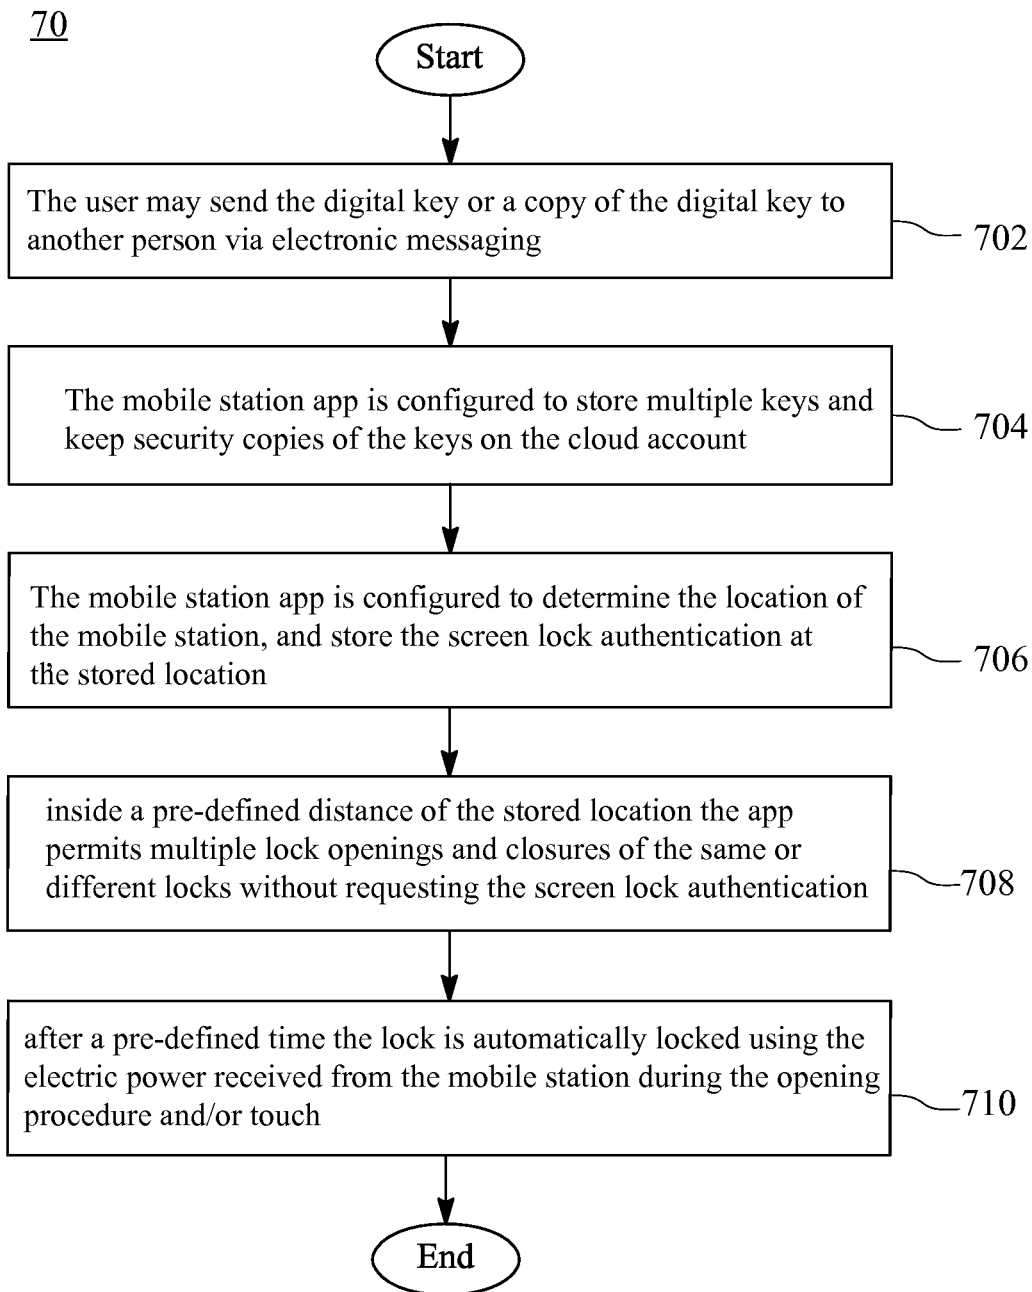 70
Start
The user may send the digital key or a copy of the digital key to
another person via electronic messaging
702
The mobile station app is configured to store multiple keys and
keep security copies of the keys on the cloud account
704
The mobile station app is configured to determine the location of
the mobile station, and store the screen lock authentication at
the stored location
706
inside a pre-defined distance of the stored location the app
permits multiple lock openings and closures of the same or
different locks without requesting the screen lock authentication
708
after a pre-defined time the lock is automatically locked using the
electric power received from the mobile station during the opening
procedure and/or touch
710
End